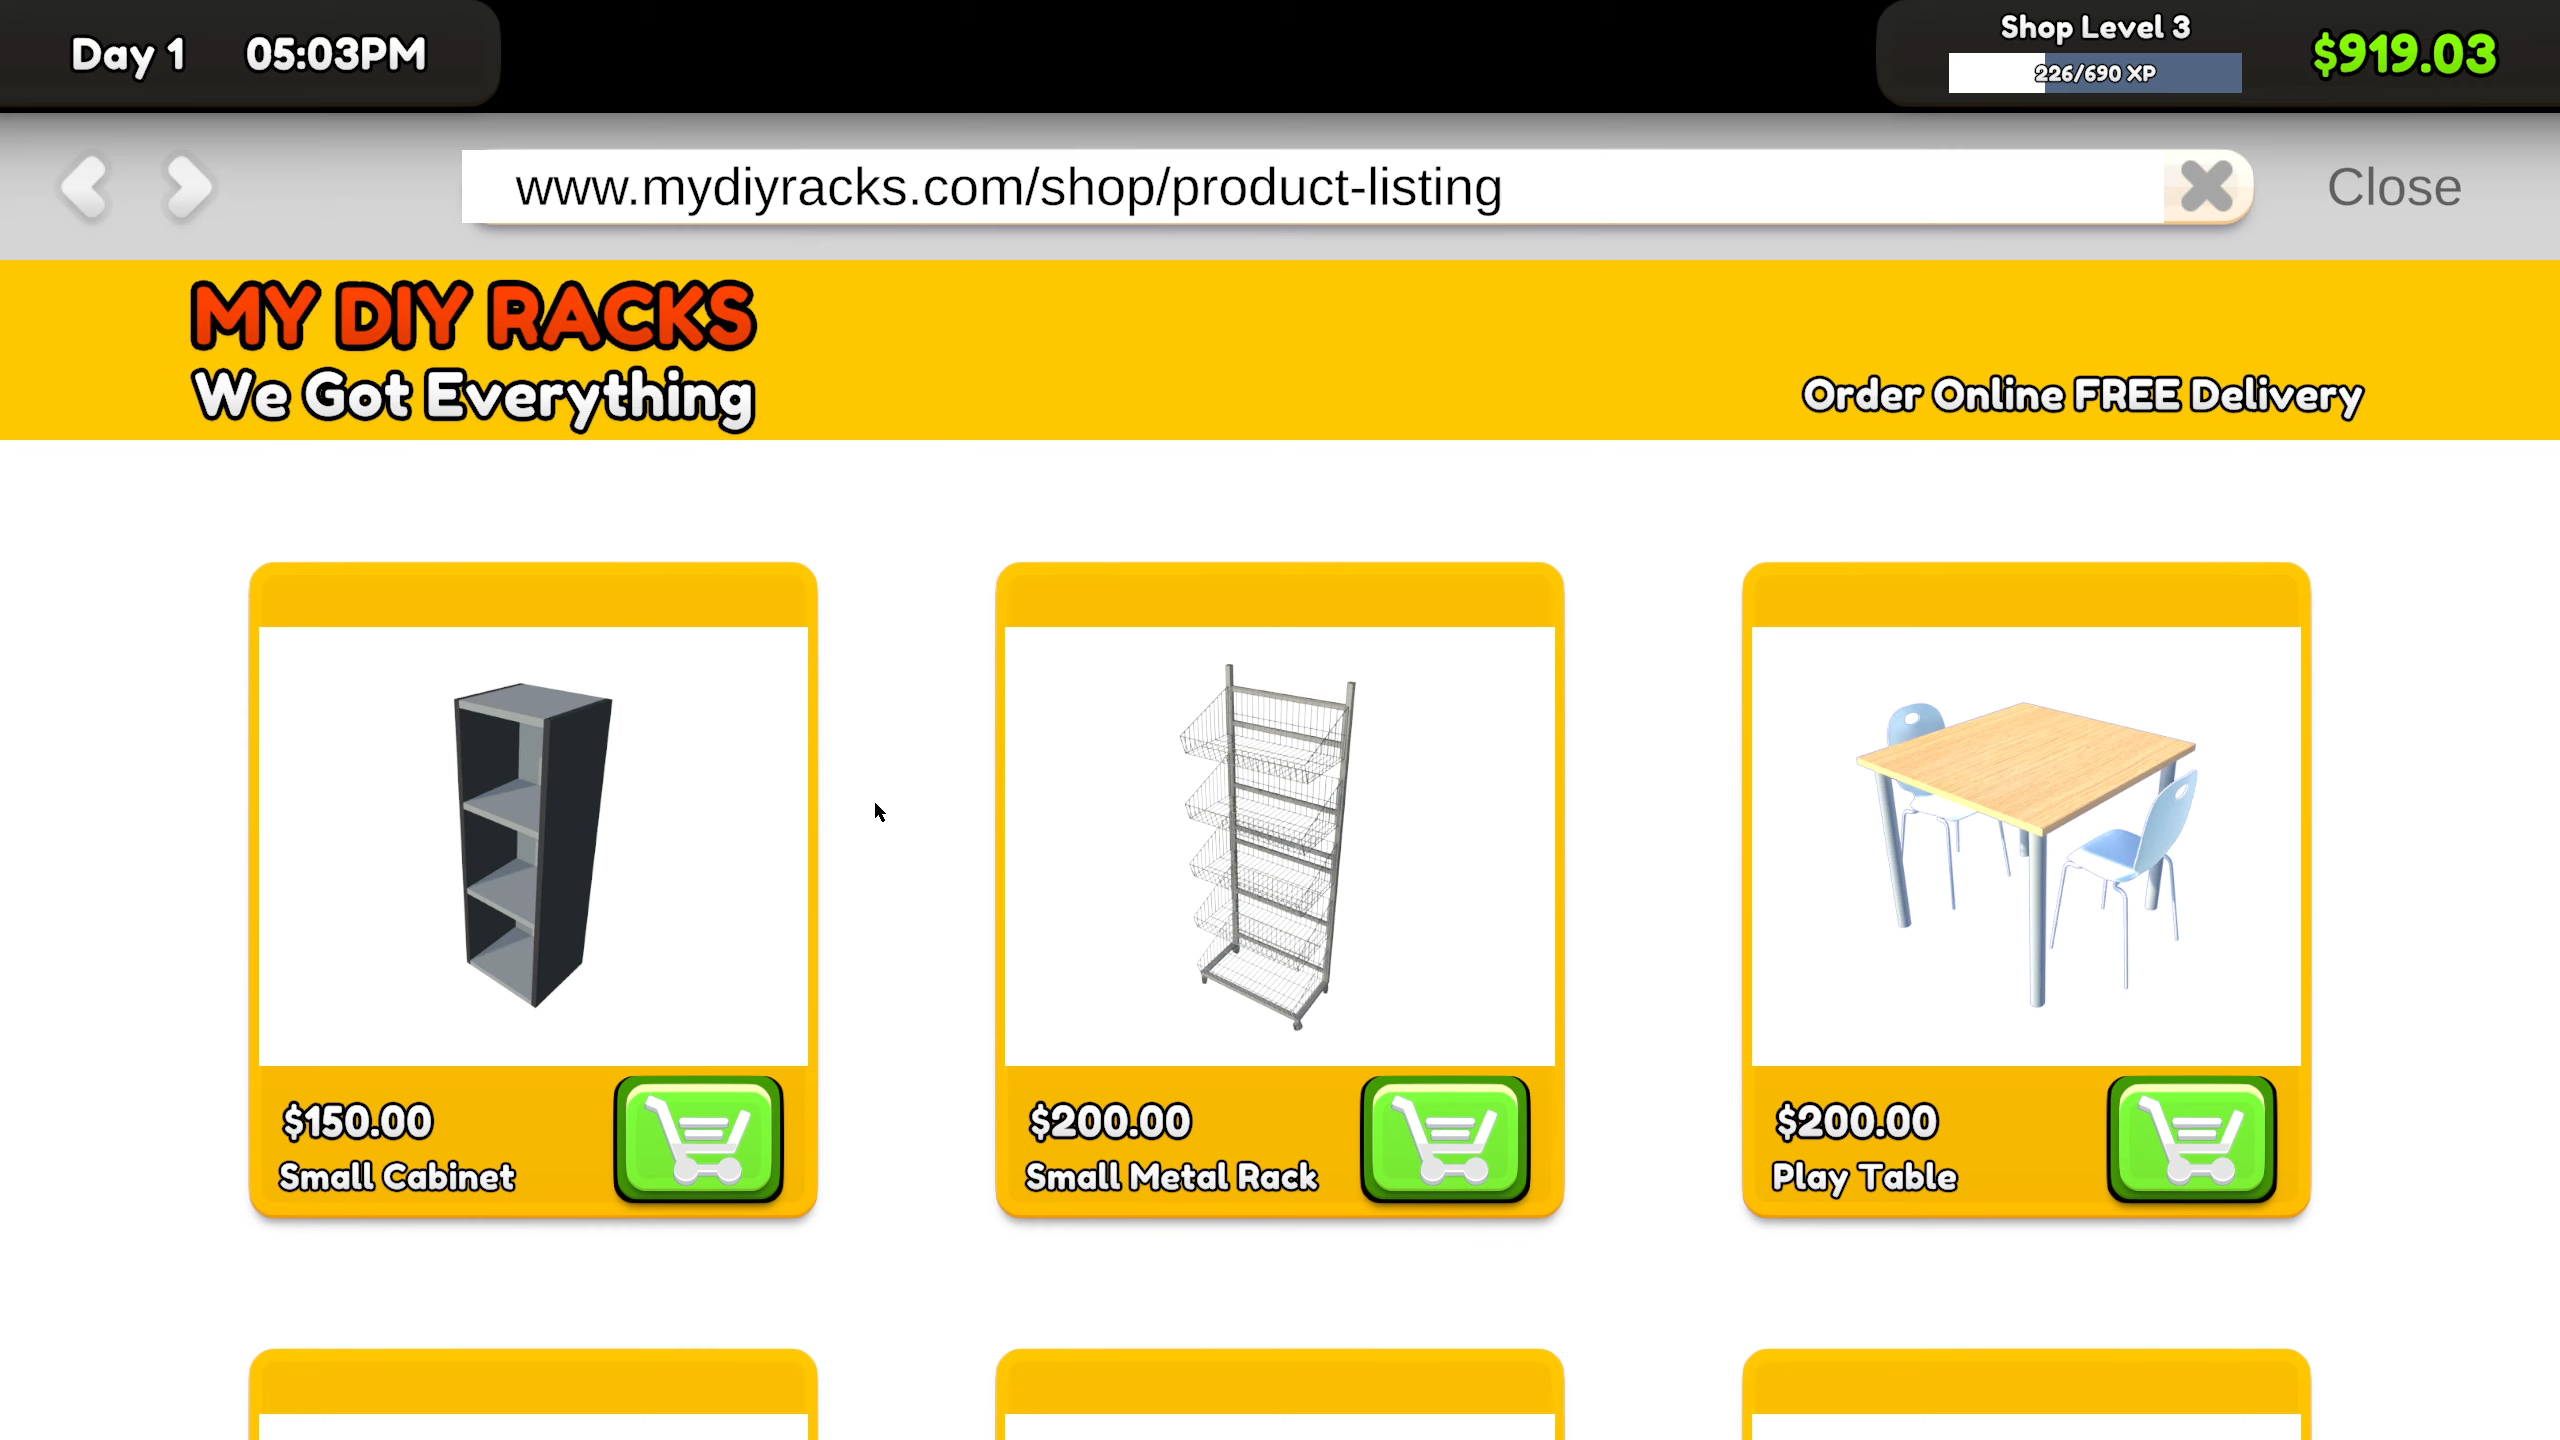 Day 1 05:03PM
Shop Level 3
226/690 XP
$919.03
www.mydiyracks.com/shop/product-listing
Close
MY DIY RACKS
We Got Everything
Order Online FREE Delivery
$150.00
Small Cabinet
$200.00
Small Metal Rack
$200.00
Play Table